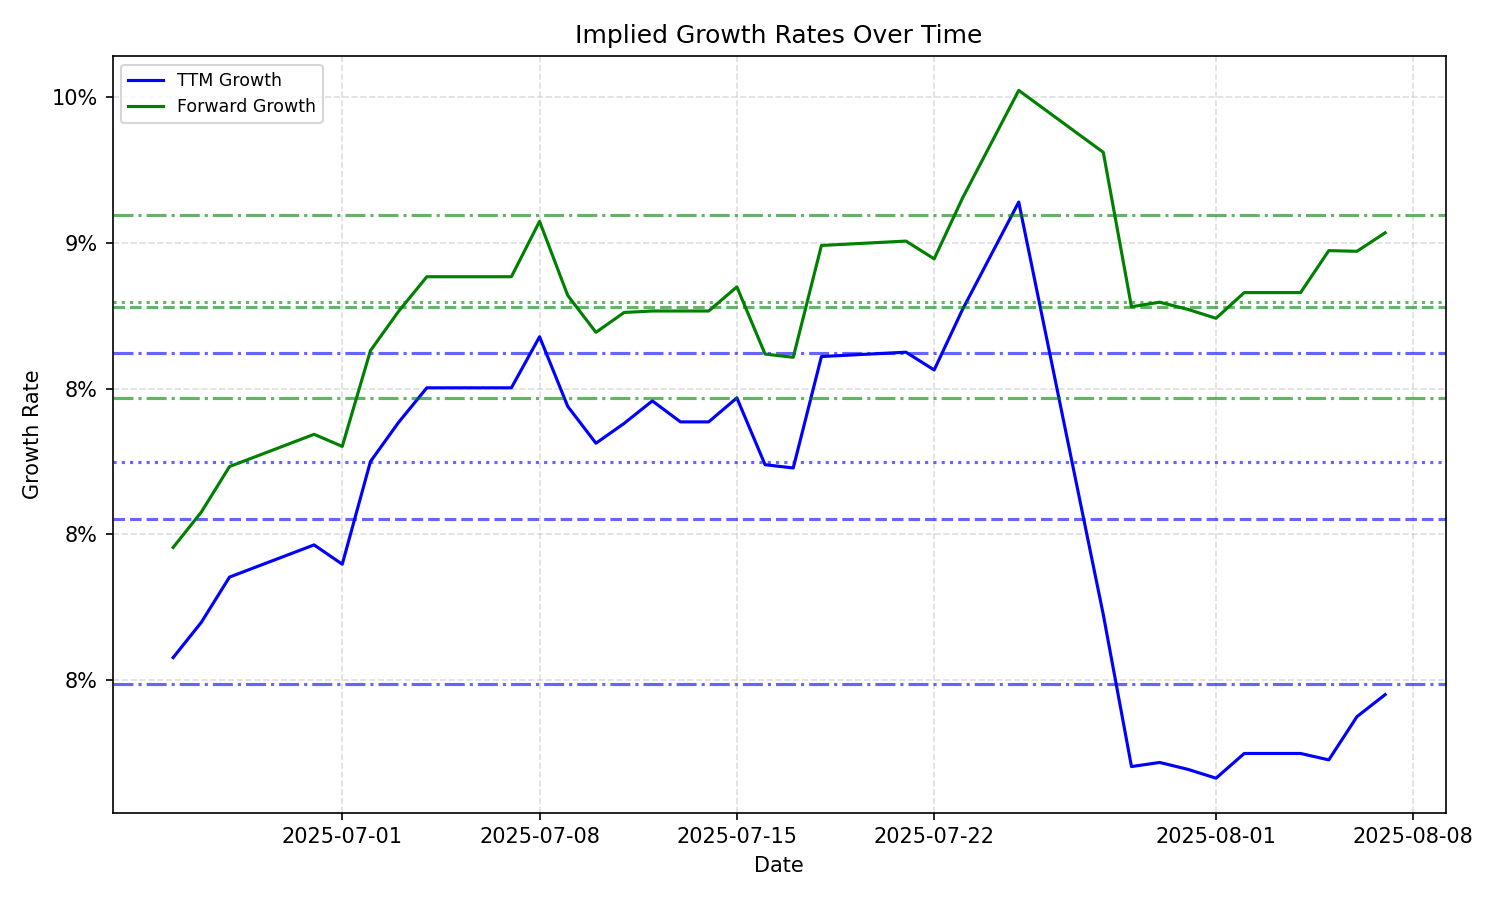 Implied Growth Rates Over Time
TTM Growth
Forward Growth
10%
9%
8%
8%
8%
Growth Rate
2025-07-01
2025-07-08
2025-07-15
2025-07-22
2025-08-01
2025-08-08
Date